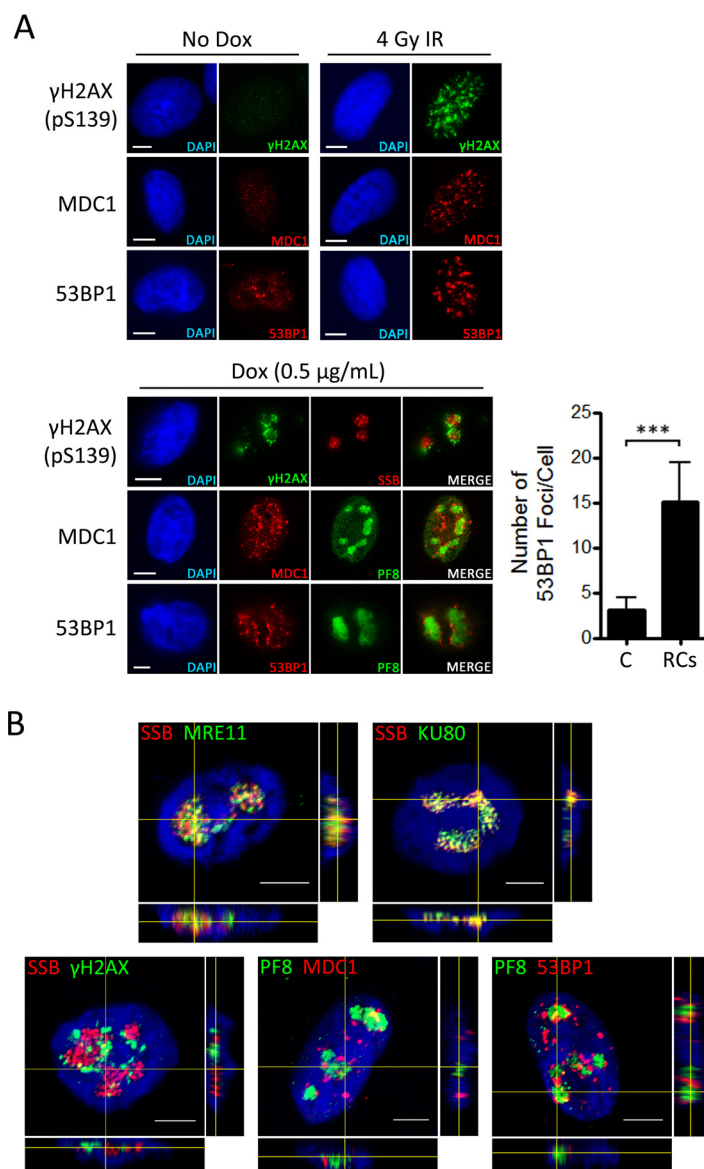 A
No Dox
4 Gy IR
γH2AX
(pS139)
DAPI
γH2AX
DAPI
γH2AX
MDC1
DAPI
MDC1
DAPI
MDC1
53BP1
DAPI
53BP1
DAPI
53BP1
Dox (0.5 µg/mL)
γH2AX
(pS139)
DAPI
γH2AX
SSB
MERGE
MDC1
DAPI
MDC1
PF8
MERGE
53BP1
DAPI
53BP1
PF8
MERGE
Number of
53BP1 Foci/Cell
25
20
15
10
5
0
***
C
RCs
B
SSB MRE11
SSB KU80
SSB γH2AX
PF8 MDC1
PF8 53BP1